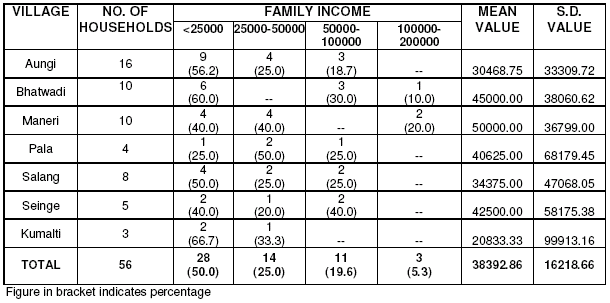 VILLAGE NO. OF HOUSEHOLDS FAMILY INCOME MEAN VALUE S.D. VALUE
<25000 25000-50000 50000-100000 100000-200000
Aungi 16 9 (56.2) 4 (25.0) 3 (18.7) -- 30468.75 33309.72
Bhatwadi 10 6 (60.0) -- 3 (30.0) 1 (10.0) 45000.00 38060.62
Maneri 10 4 (40.0) 4 (40.0) -- 2 (20.0) 50000.00 36799.00
Pala 4 1 (25.0) 2 (50.0) 1 (25.0) -- 40625.00 68179.45
Salang 8 4 (50.0) 2 (25.0) 2 (25.0) -- 34375.00 47068.05
Seinge 5 2 (40.0) 1 (20.0) 2 (40.0) -- 42500.00 58175.38
Kumalti 3 2 (66.7) 1 (33.3) -- -- 20833.33 99913.16
TOTAL 56 28 (50.0) 14 (25.0) 11 (19.6) 3 (5.3) 38392.86 16218.66
Figure in bracket indicates percentage